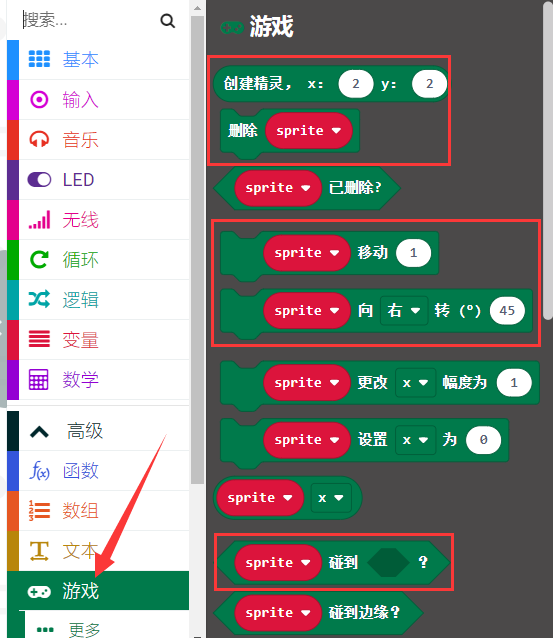 搜索...
基本
输入
音乐
LED
无线
循环
逻辑
变量
数学
高级
f(x) 函数
1 2 3 数组
T 文本
游戏
更多
游戏
创建精灵， x： 2 y： 2
删除 sprite
sprite 已删除?
sprite 移动 1
sprite 向 右 转 (°) 45
sprite 更改 x 幅度为 1
sprite 设置 x 为 0
sprite x
sprite 碰到 ？
sprite 碰到边缘？